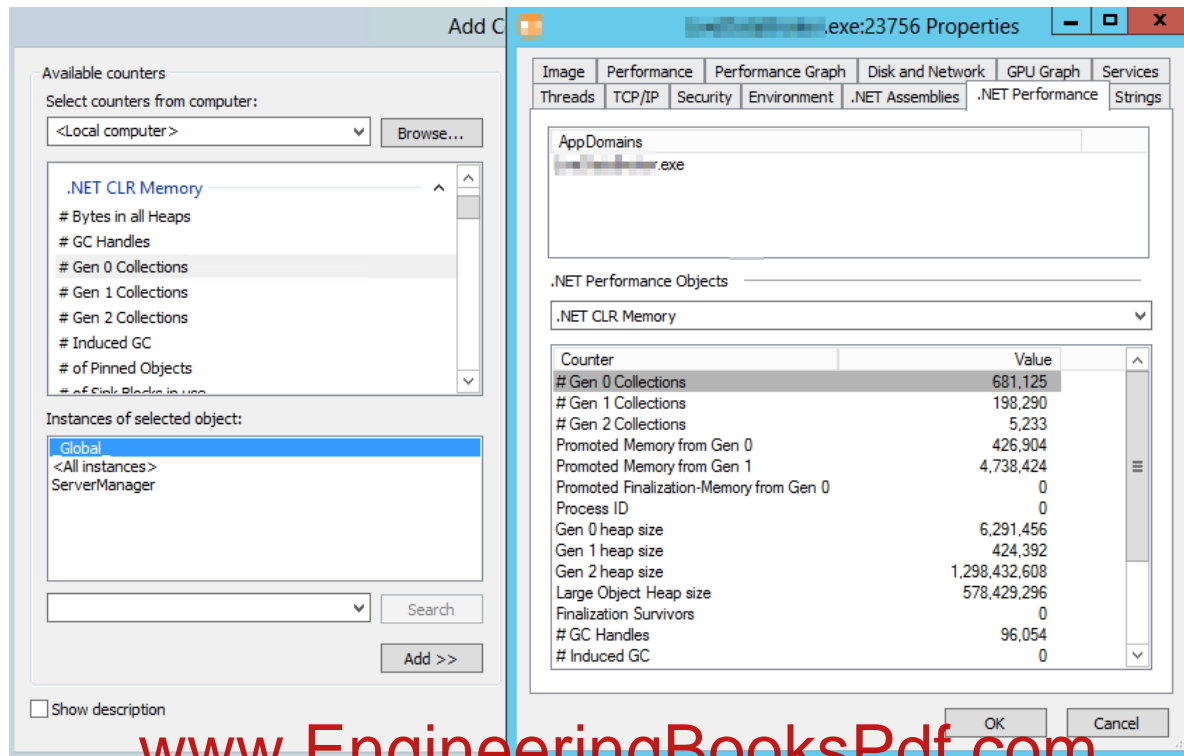 Add C
Available counters
Select counters from computer:
<Local computer>
Browse...
.NET CLR Memory
# Bytes in all Heaps
# GC Handles
# Gen 0 Collections
# Gen 1 Collections
# Gen 2 Collections
# Induced GC
# of Pinned Objects
# of Sink Blocks in use
Instances of selected object:
_Global_
<All instances>
ServerManager
Search
Add >>
Show description
.exe:23756 Properties
Image Performance Performance Graph Disk and Network GPU Graph Services
Threads TCP/IP Security Environment .NET Assemblies .NET Performance Strings
AppDomains
.exe
.NET Performance Objects
.NET CLR Memory
Counter Value
# Gen 0 Collections 681,125
# Gen 1 Collections 198,290
# Gen 2 Collections 5,233
Promoted Memory from Gen 0 426,904
Promoted Memory from Gen 1 4,738,424
Promoted Finalization-Memory from Gen 0 0
Process ID 0
Gen 0 heap size 6,291,456
Gen 1 heap size 424,392
Gen 2 heap size 1,298,432,608
Large Object Heap size 578,429,296
Finalization Survivors 0
# GC Handles 96,054
# Induced GC 0
OK Cancel
www.EngineeringBooksPdf.com